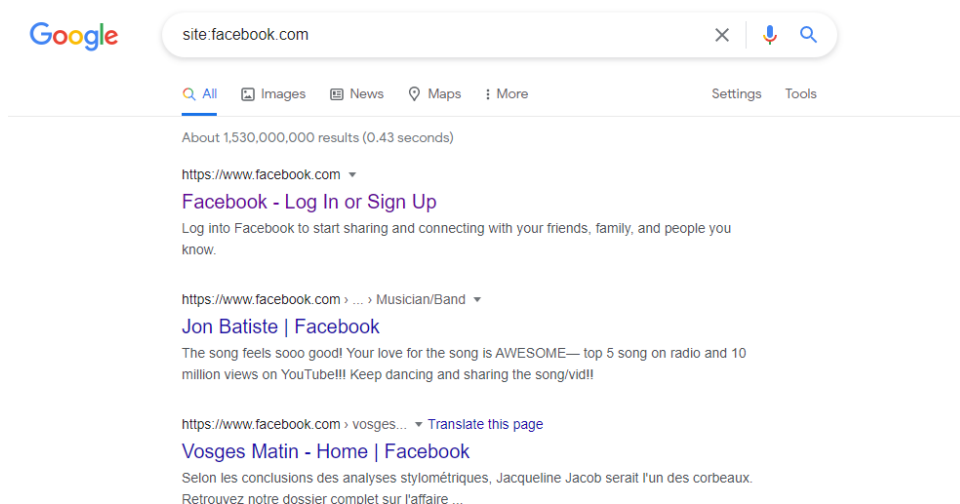 Google
site:facebook.com
All Images News Maps More Settings Tools
About 1,530,000,000 results (0.43 seconds)
https://www.facebook.com
Facebook - Log In or Sign Up
Log into Facebook to start sharing and connecting with your friends, family, and people you
know.
https://www.facebook.com › ... › Musician/Band
Jon Batiste | Facebook
The song feels sooo good! Your love for the song is AWESOME— top 5 song on radio and 10
million views on YouTube!!! Keep dancing and sharing the song/vid!!
https://www.facebook.com › vosges... Translate this page
Vosges Matin - Home | Facebook
Selon les conclusions des analyses stylométriques, Jacqueline Jacob serait l'un des corbeaux.
Retrouvez notre dossier complet sur l'affaire ...